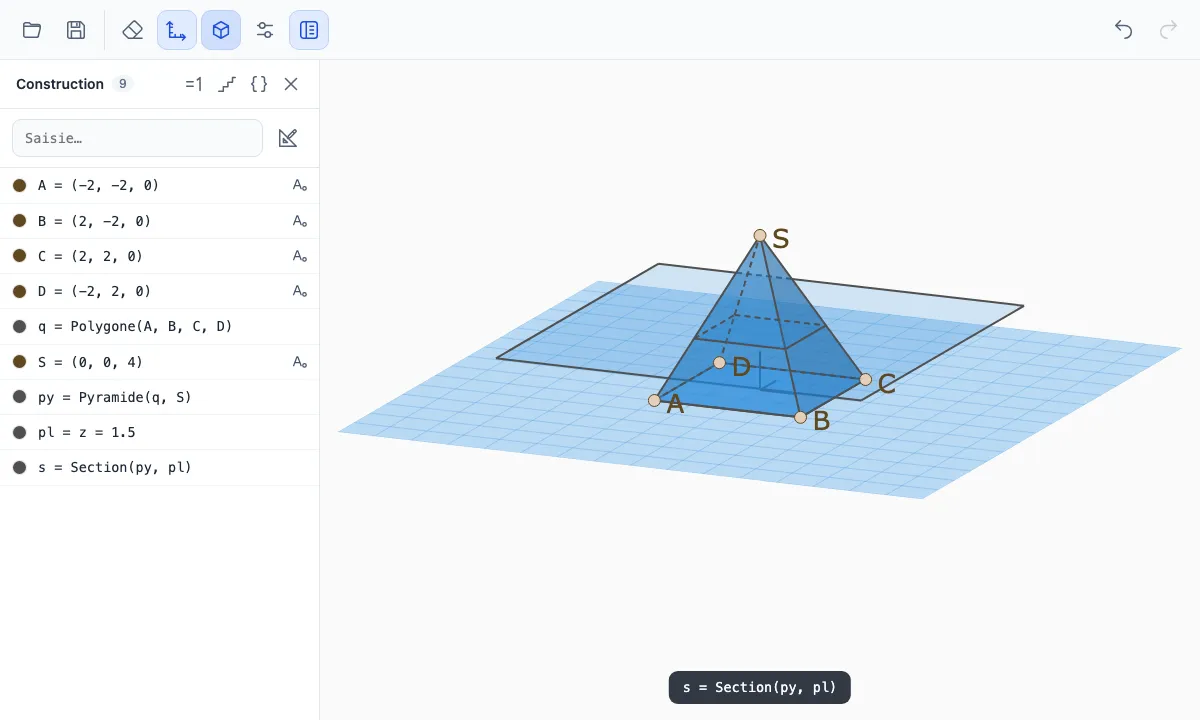 Construction 9 =1 {}
Saisie…
A = (−2, −2, 0) A
B = (2, −2, 0) A
C = (2, 2, 0) A
D = (−2, 2, 0) A
q = Polygone(A, B, C, D)
S = (0, 0, 4) A
py = Pyramide(q, S)
pl = z = 1.5
s = Section(py, pl)
S
D
C
A
B
s = Section(py, pl)